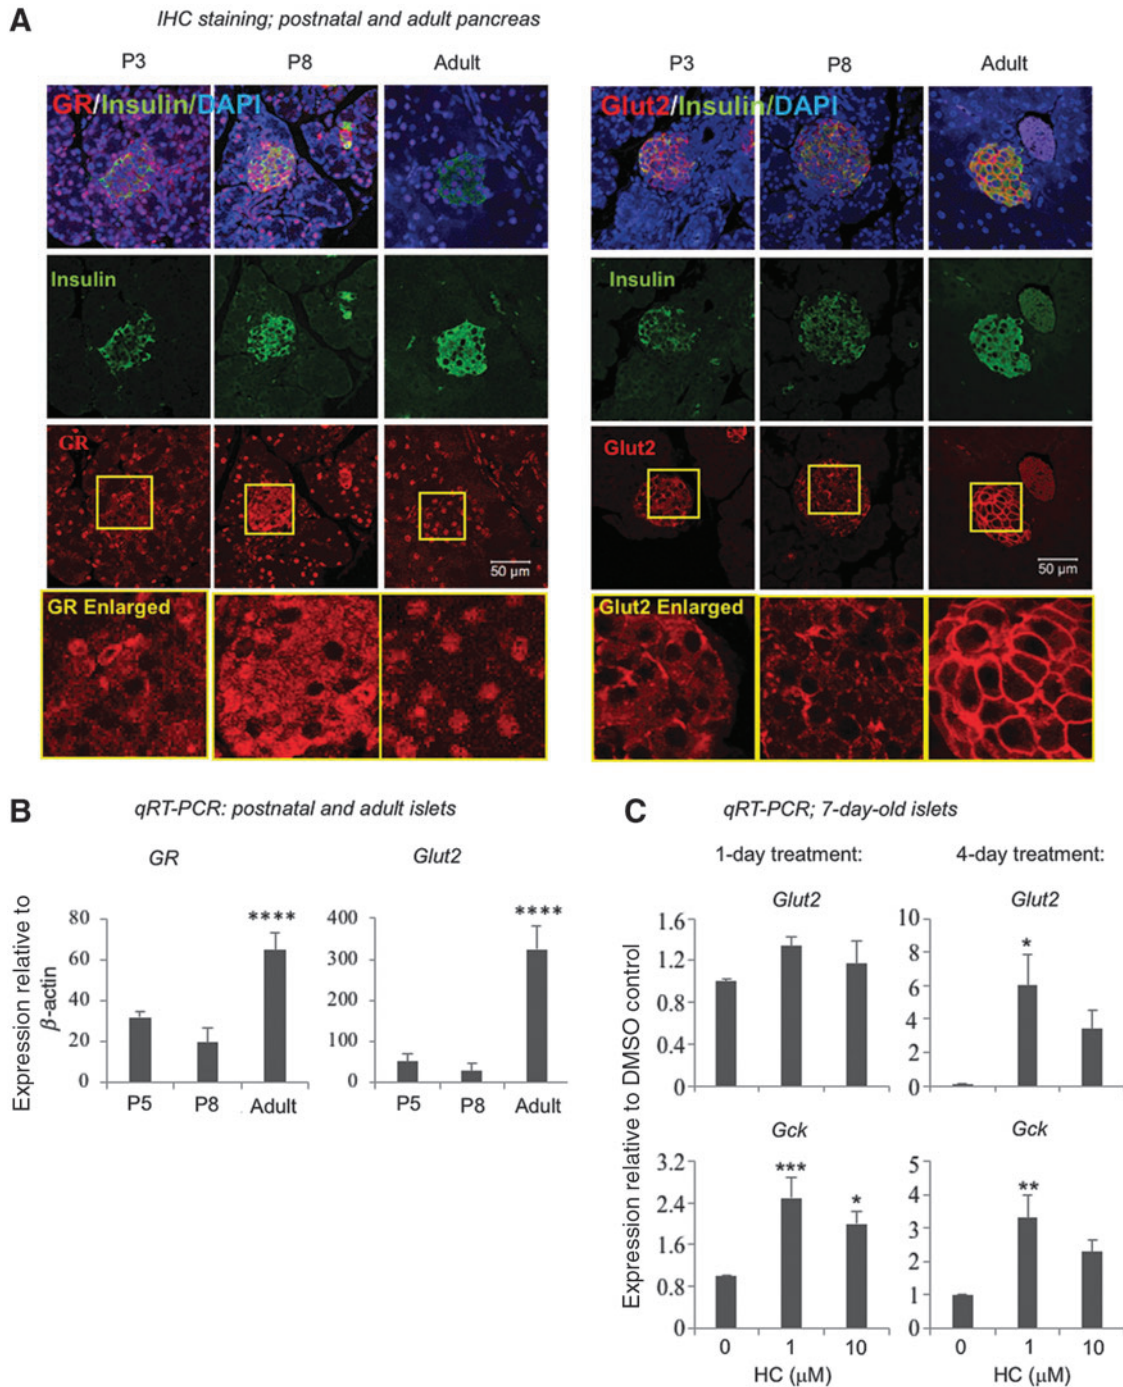 A
IHC staining; postnatal and adult pancreas
P3 P8 Adult
GR/Insulin/DAPI
Insulin
GR
50 µm
GR Enlarged
P3 P8 Adult
Glut2/Insulin/DAPI
Insulin
Glut2
50 µm
Glut2 Enlarged
B
qRT-PCR: postnatal and adult islets
Expression relative to
β-actin
GR
80
60
40
20
0
****
P5 P8 Adult
Glut2
400
300
200
100
0
****
P5 P8 Adult
C
qRT-PCR; 7-day-old islets
Expression relative to DMSO control
1-day treatment:
Glut2
1.6
1.2
0.8
0.4
0
4-day treatment:
Glut2
10
8
6
4
2
0
*
Gck
3.2
2.4
1.6
0.8
0
***
*
0 1 10
HC (µM)
Gck
5
4
3
2
1
0
**
0 1 10
HC (µM)